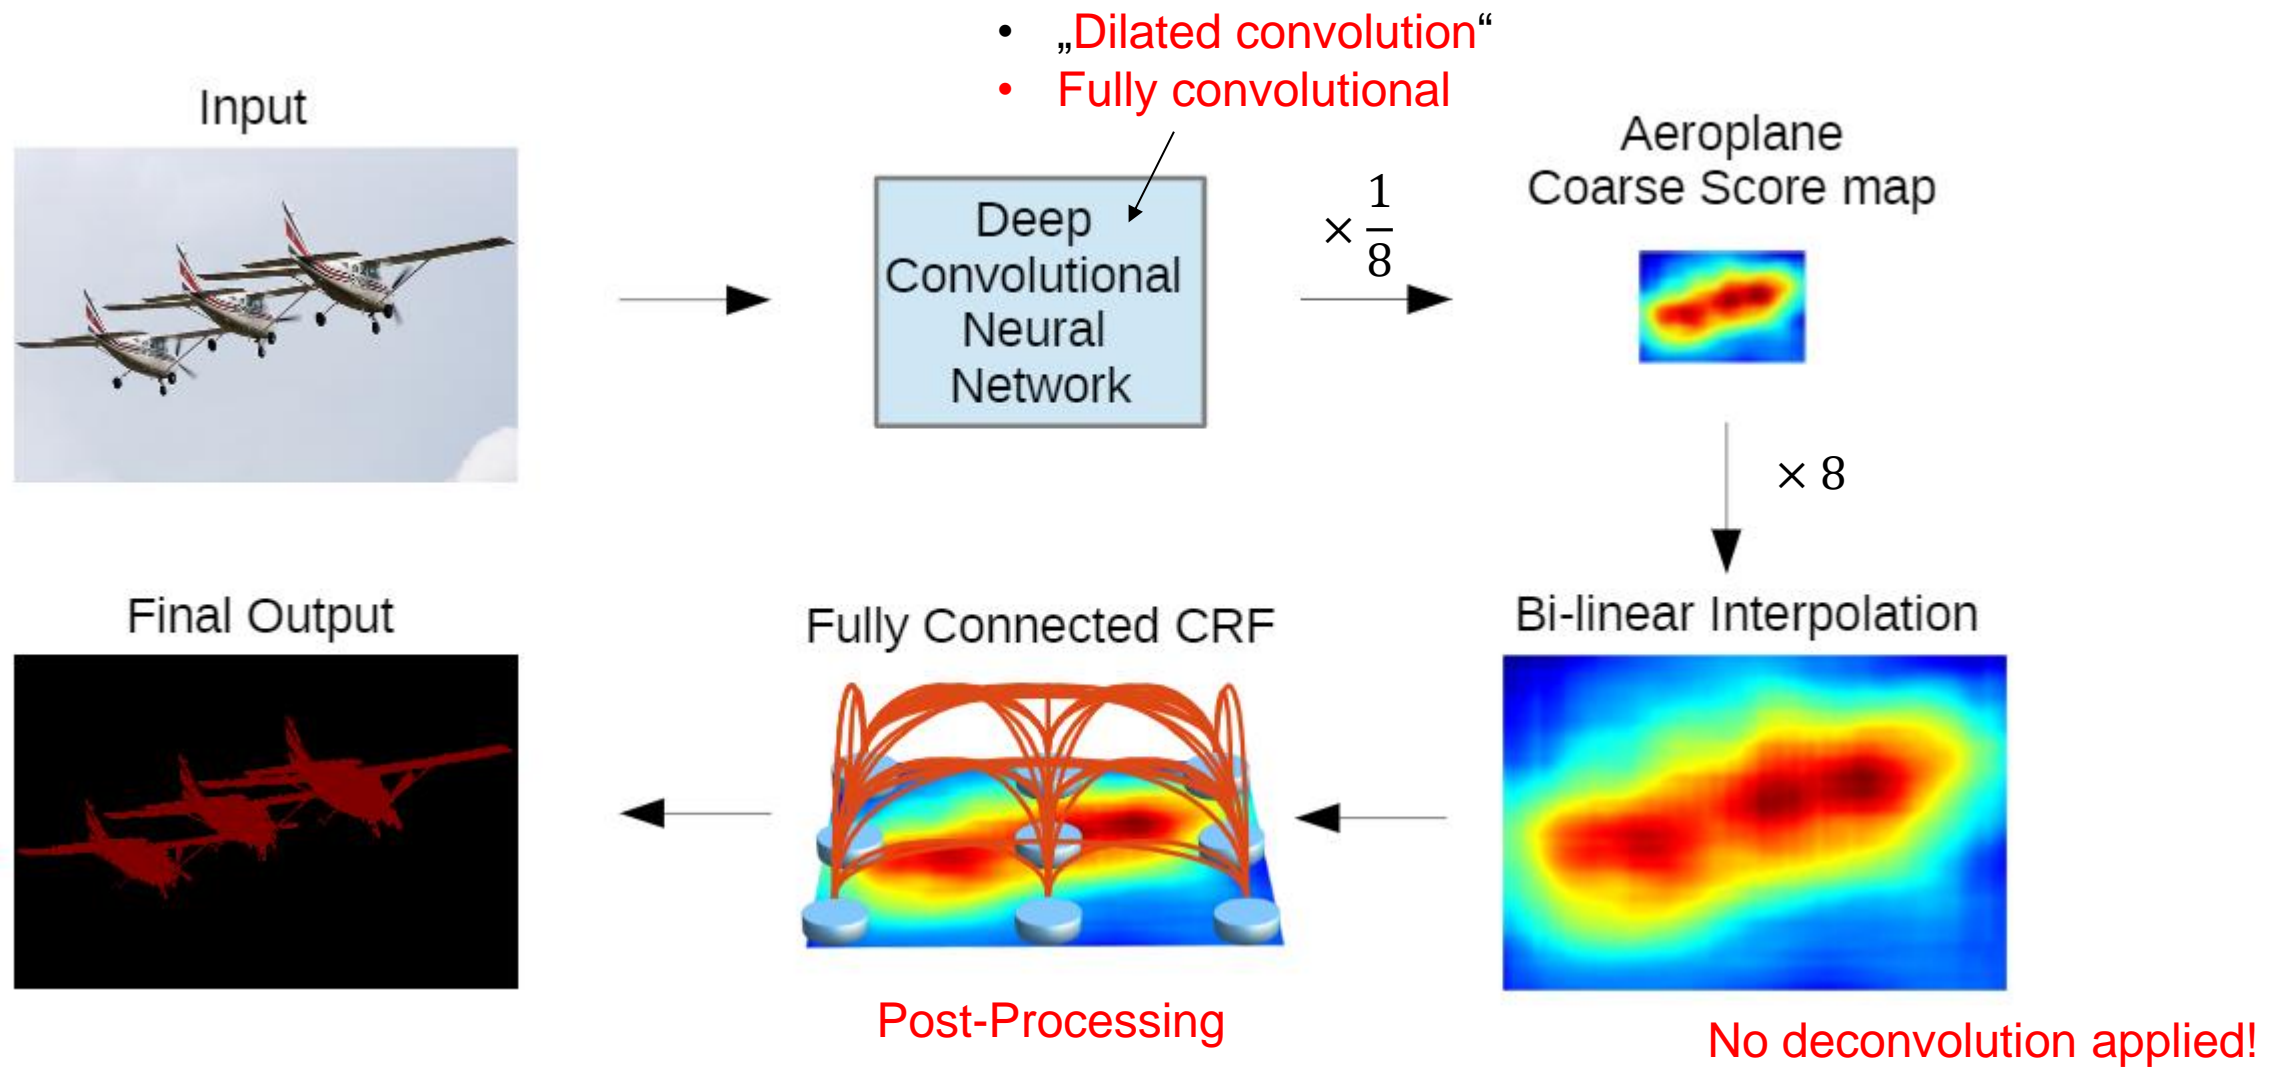 • „Dilated convolution“
• Fully convolutional
Input
Deep
Convolutional
Neural
Network
× 1/8
Aeroplane
Coarse Score map
× 8
Bi-linear Interpolation
No deconvolution applied!
Fully Connected CRF
Post-Processing
Final Output